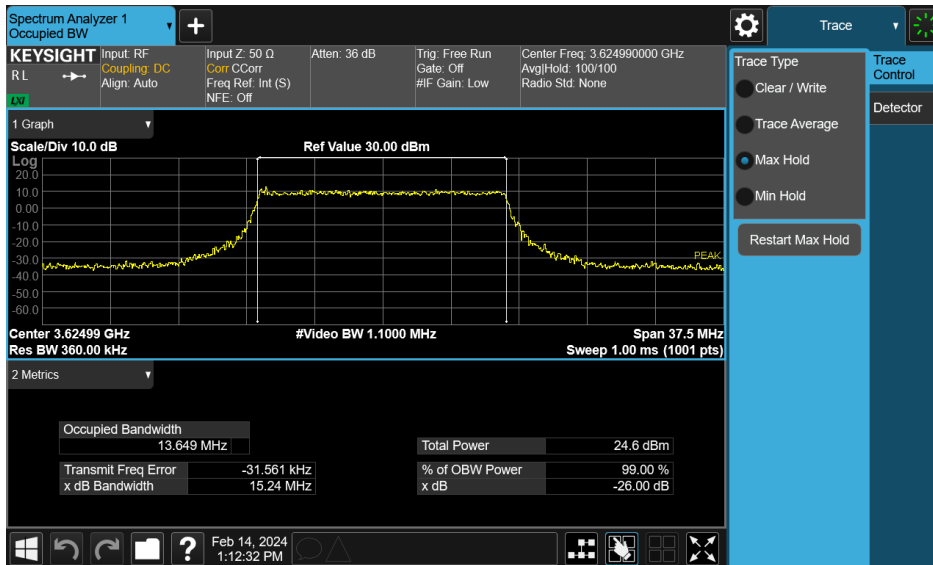 Spectrum Analyzer 1
Occupied BW
Trace
KEYSIGHT
RL
LXI
Input: RF
Coupling: DC
Align: Auto
Input Z: 50 Ω
Corr CCorr
Freq Ref: Int (S)
NFE: Off
Atten: 36 dB
Trig: Free Run
Gate: Off
#IF Gain: Low
Center Freq: 3.624990000 GHz
Avg|Hold: 100/100
Radio Std: None
Trace Type
Clear / Write
Trace Average
Max Hold
Min Hold
Restart Max Hold
Trace
Control
Detector
1 Graph
Scale/Div 10.0 dB
Ref Value 30.00 dBm
Log
20.0
10.0
0.00
-10.0
-20.0
-30.0
-40.0
-50.0
-60.0
PEAK
Center 3.62499 GHz
#Video BW 1.1000 MHz
Span 37.5 MHz
Res BW 360.00 kHz
Sweep 1.00 ms (1001 pts)
2 Metrics
Occupied Bandwidth
13.649 MHz
Total Power 24.6 dBm
Transmit Freq Error -31.561 kHz
% of OBW Power 99.00 %
x dB Bandwidth 15.24 MHz
x dB -26.00 dB
?
Feb 14, 2024
1:12:32 PM